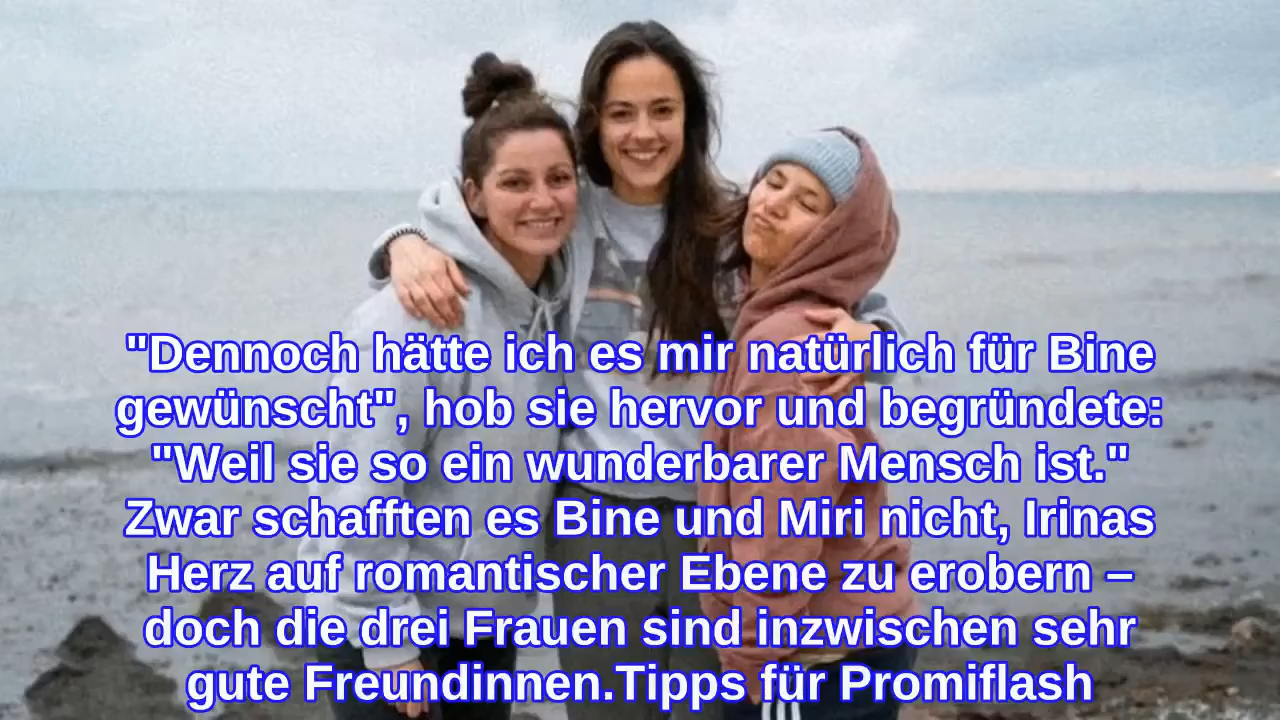 "Dennoch hätte ich es mir natürlich für Bine
gewünscht", hob sie hervor und begründete:
"Weil sie so ein wunderbarer Mensch ist."
Zwar schafften es Bine und Miri nicht, Irinas
Herz auf romantischer Ebene zu erobern –
doch die drei Frauen sind inzwischen sehr
gute Freundinnen.Tipps für Promiflash